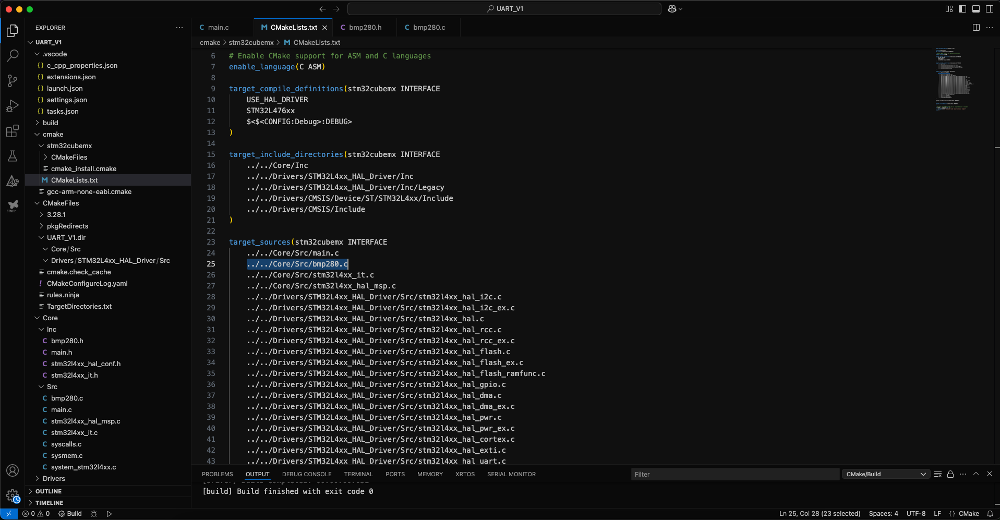 UART_V1
EXPLORER
UART_V1
.vscode
c_cpp_properties.json
extensions.json
launch.json
settings.json
tasks.json
build
cmake
stm32cubemx
CMakeFiles
cmake_install.cmake
CMakeLists.txt
gcc-arm-none-eabi.cmake
CMakeFiles
3.28.1
pkgRedirects
UART_V1.dir
Core/Src
Drivers/STM32L4xx_HAL_Driver/Src
cmake.check_cache
CMakeConfigureLog.yaml
rules.ninja
TargetDirectories.txt
Core
Inc
bmp280.h
main.h
stm32l4xx_hal_conf.h
stm32l4xx_it.h
Src
bmp280.c
main.c
stm32l4xx_hal_msp.c
stm32l4xx_it.c
syscalls.c
sysmem.c
system_stm32l4xx.c
Drivers
OUTLINE
TIMELINE
STM32
main.c CMakeLists.txt bmp280.h bmp280.c
cmake > stm32cubemx > CMakeLists.txt
6 # Enable CMake support for ASM and C languages
7 enable_language(C ASM)
8
9 target_compile_definitions(stm32cubemx INTERFACE
10 USE_HAL_DRIVER
11 STM32L476xx
12 $<$<CONFIG:Debug>:DEBUG>
13 )
14
15 target_include_directories(stm32cubemx INTERFACE
16 ../../Core/Inc
17 ../../Drivers/STM32L4xx_HAL_Driver/Inc
18 ../../Drivers/STM32L4xx_HAL_Driver/Inc/Legacy
19 ../../Drivers/CMSIS/Device/ST/STM32L4xx/Include
20 ../../Drivers/CMSIS/Include
21 )
22
23 target_sources(stm32cubemx INTERFACE
24 ../../Core/Src/main.c
25 ../../Core/Src/bmp280.c
26 ../../Core/Src/stm32l4xx_it.c
27 ../../Core/Src/stm32l4xx_hal_msp.c
28 ../../Drivers/STM32L4xx_HAL_Driver/Src/stm32l4xx_hal_i2c.c
29 ../../Drivers/STM32L4xx_HAL_Driver/Src/stm32l4xx_hal_i2c_ex.c
30 ../../Drivers/STM32L4xx_HAL_Driver/Src/stm32l4xx_hal.c
31 ../../Drivers/STM32L4xx_HAL_Driver/Src/stm32l4xx_hal_rcc.c
32 ../../Drivers/STM32L4xx_HAL_Driver/Src/stm32l4xx_hal_rcc_ex.c
33 ../../Drivers/STM32L4xx_HAL_Driver/Src/stm32l4xx_hal_flash.c
34 ../../Drivers/STM32L4xx_HAL_Driver/Src/stm32l4xx_hal_flash_ex.c
35 ../../Drivers/STM32L4xx_HAL_Driver/Src/stm32l4xx_hal_flash_ramfunc.c
36 ../../Drivers/STM32L4xx_HAL_Driver/Src/stm32l4xx_hal_gpio.c
37 ../../Drivers/STM32L4xx_HAL_Driver/Src/stm32l4xx_hal_dma.c
38 ../../Drivers/STM32L4xx_HAL_Driver/Src/stm32l4xx_hal_dma_ex.c
39 ../../Drivers/STM32L4xx_HAL_Driver/Src/stm32l4xx_hal_pwr.c
40 ../../Drivers/STM32L4xx_HAL_Driver/Src/stm32l4xx_hal_pwr_ex.c
41 ../../Drivers/STM32L4xx_HAL_Driver/Src/stm32l4xx_hal_cortex.c
42 ../../Drivers/STM32L4xx_HAL_Driver/Src/stm32l4xx_hal_exti.c
43 ../../Drivers/STM32L4xx_HAL_Driver/Src/stm32l4xx_hal_uart.c
PROBLEMS OUTPUT DEBUG CONSOLE TERMINAL PORTS MEMORY XRTOS SERIAL MONITOR Filter CMake/Build
[build] Build finished with exit code 0
0 0 Build Ln 25, Col 28 (23 selected) Spaces: 4 UTF-8 LF {} CMake